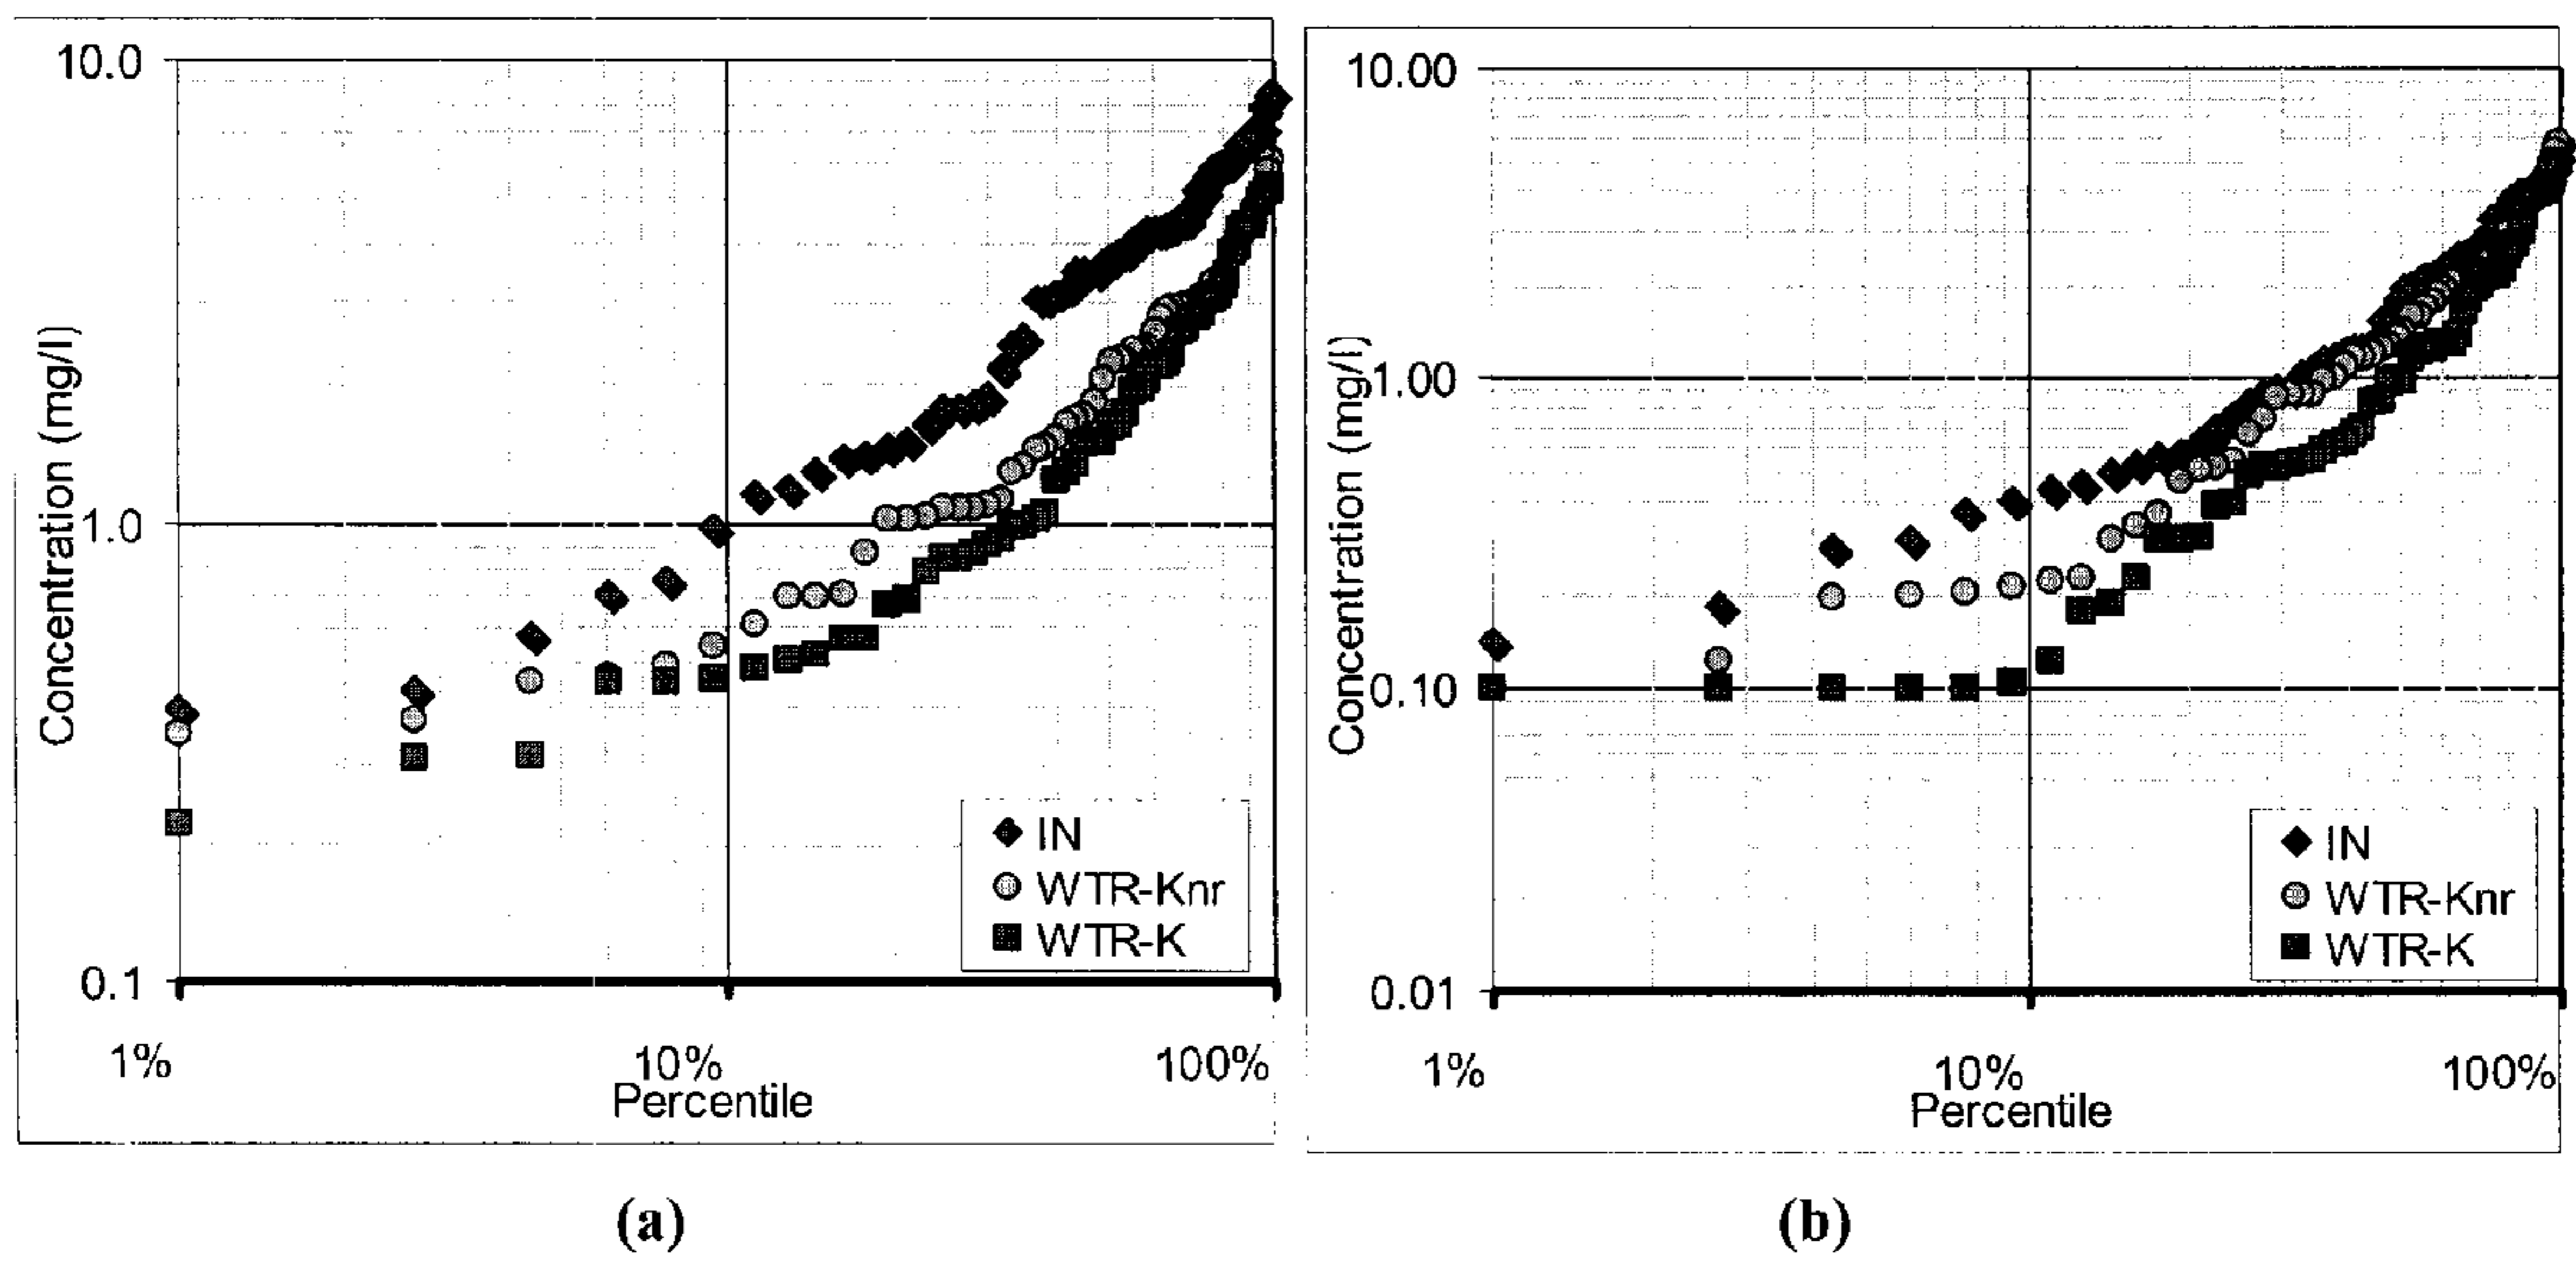 10.0
1.0
0.1
Concentration (mg/l)
1%
10%
100%
Percentile
IN
WTR-Knr
WTR-K
(a)
10.00
1.00
0.10
0.01
Concentration (mg/l)
1%
10%
100%
Percentile
IN
WTR-Knr
WTR-K
(b)